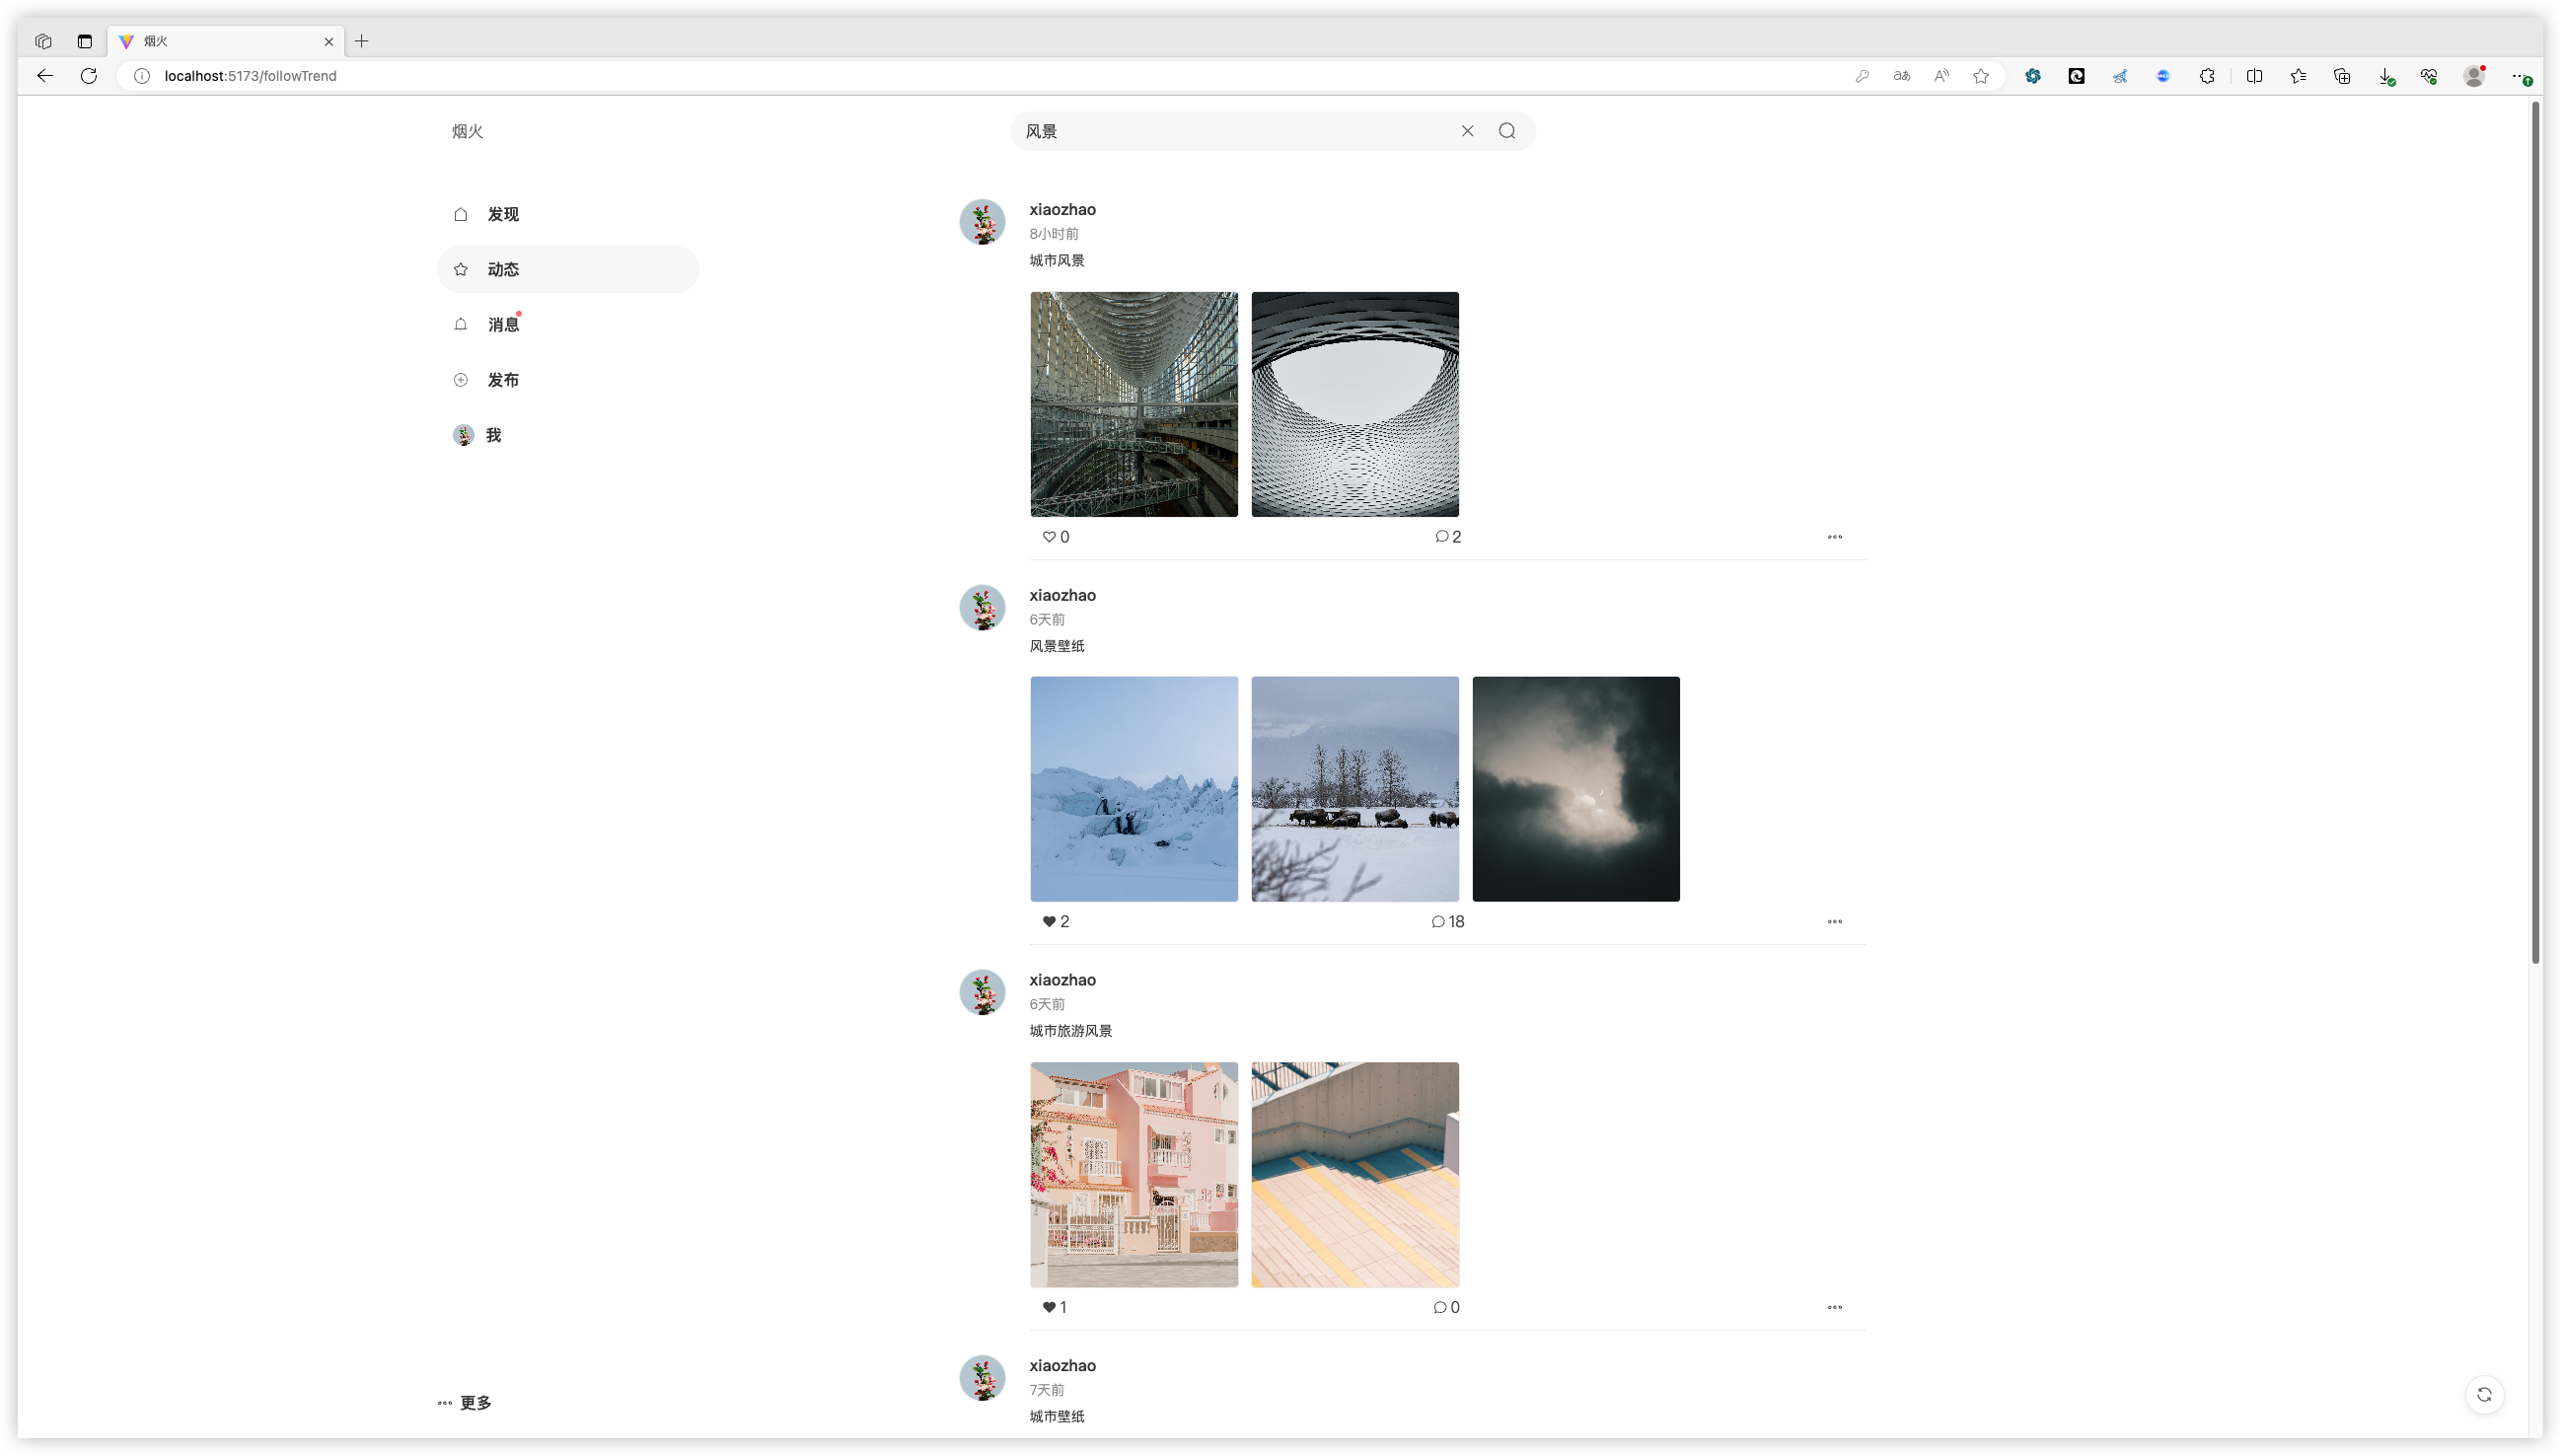 烟火
localhost:5173/followTrend
烟火
风景
发现
动态
消息
发布
我
更多
xiaozhao
8小时前
城市风景
0
2
xiaozhao
6天前
风景壁纸
2
18
xiaozhao
6天前
城市旅游风景
1
0
xiaozhao
7天前
城市壁纸